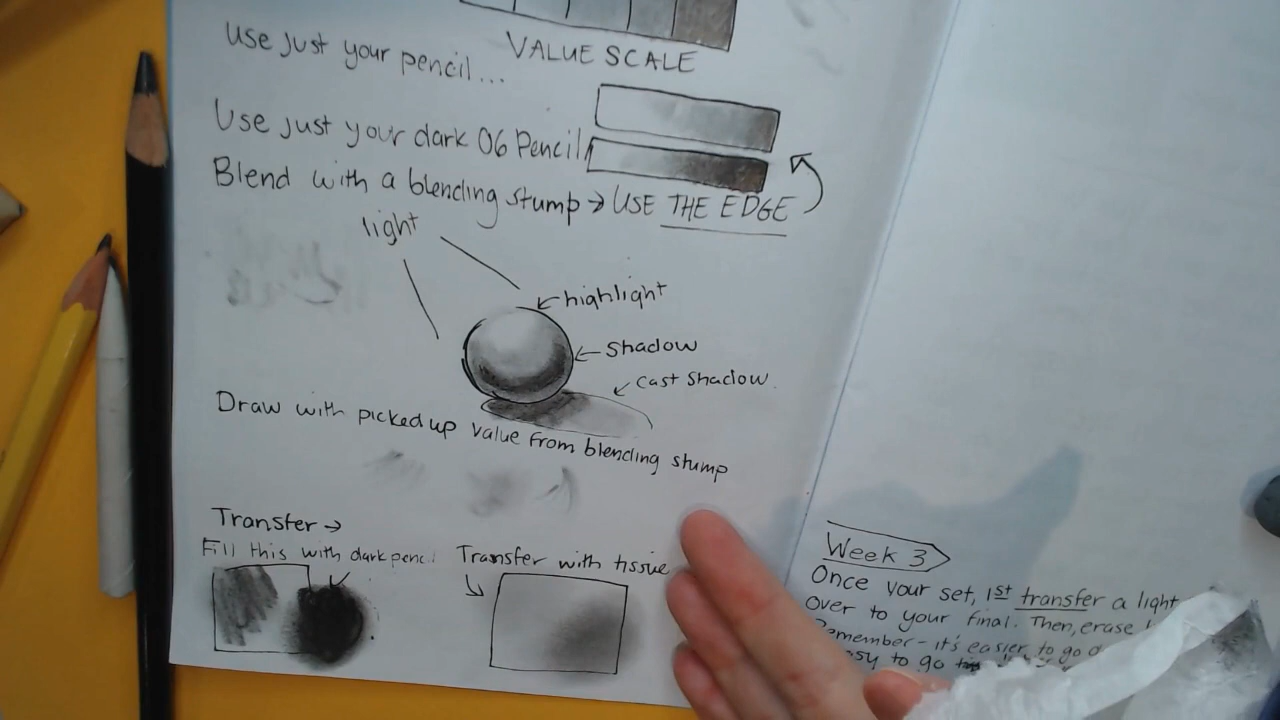 VALUE SCALE
Use just your pencil...
Use just your dark 06 Pencil
Blend with a blending stump → USE THE EDGE
light
highlight
Shadow
Cast Shadow.
Draw with picked up value from blending stump
Transfer →
Fill this with dark pencil
Transfer with tissue
Week 3
Once your set, 1st transfer a light
over to your final. Then, erase
Remember - it's easier to go
to go